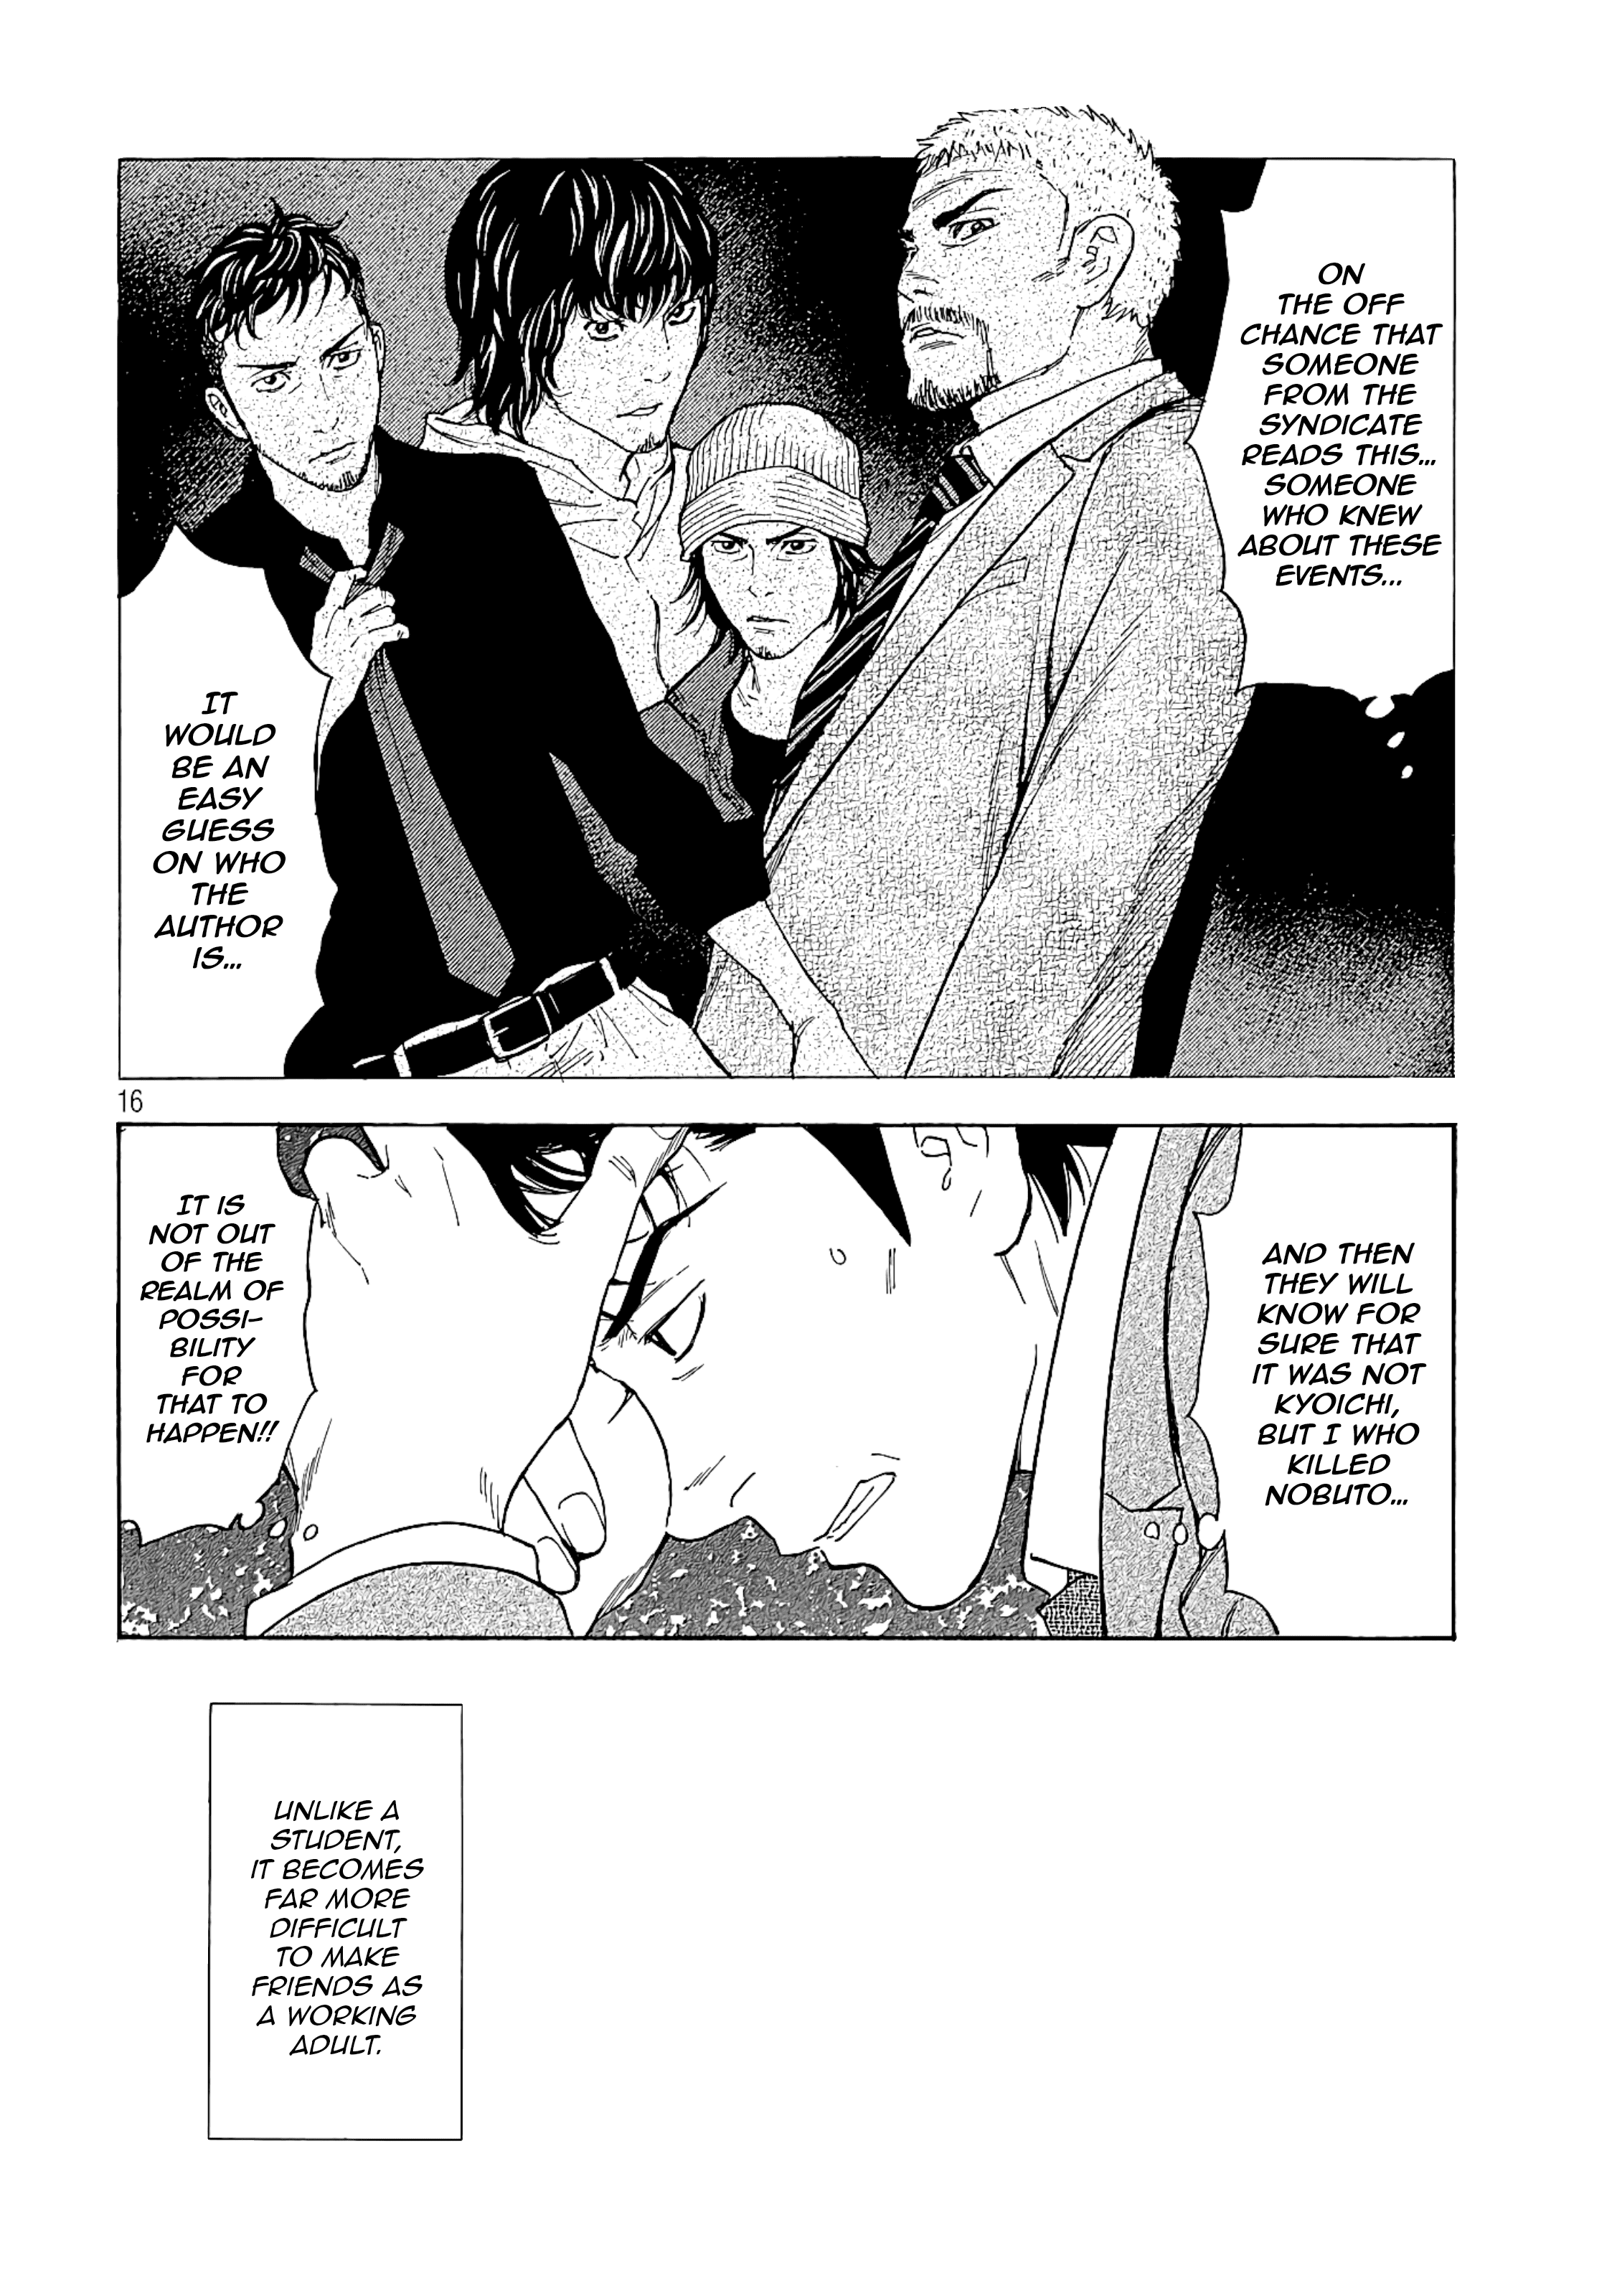 ON
THE OFF
CHANCE THAT
SOMEONE
FROM THE
SYNDICATE
READS THIS...
SOMEONE
WHO KNEW
ABOUT THESE
EVENTS...
IT
WOULD
BE AN
EASY
GUESS
ON WHO
THE
AUTHOR
IS...
16
AND THEN
THEY WILL
KNOW FOR
SURE THAT
IT WAS NOT
KYOICHI,
BUT I WHO
KILLED
NOBUTO...
IT IS
NOT OUT
OF THE
REALM OF
POSSI-
BILITY
FOR
THAT TO
HAPPEN!!
UNLIKE A
STUDENT,
IT BECOMES
FAR MORE
DIFFICULT
TO MAKE
FRIENDS AS
A WORKING
ADULT.